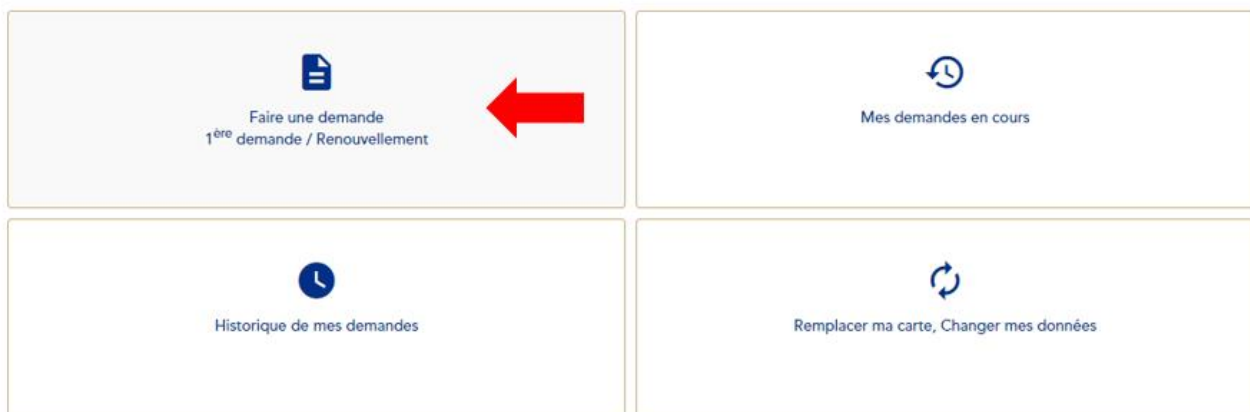 Faire une demande
1ère demande / Renouvellement
Mes demandes en cours
Historique de mes demandes
Remplacer ma carte, Changer mes données